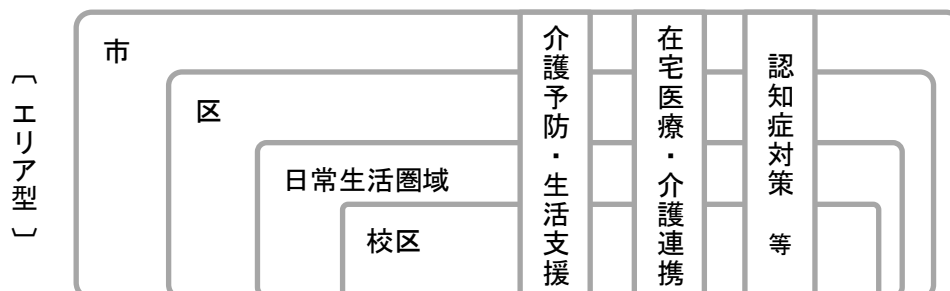 〔エリア型〕
市
区
日常生活圏域
校区
介護予防・生活支援
在宅医療・介護連携
認知症対策 等